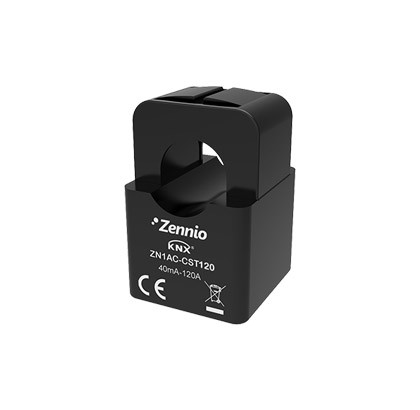 Zennio
KNX®
ZN1AC-CST120
40mA-120A
CE